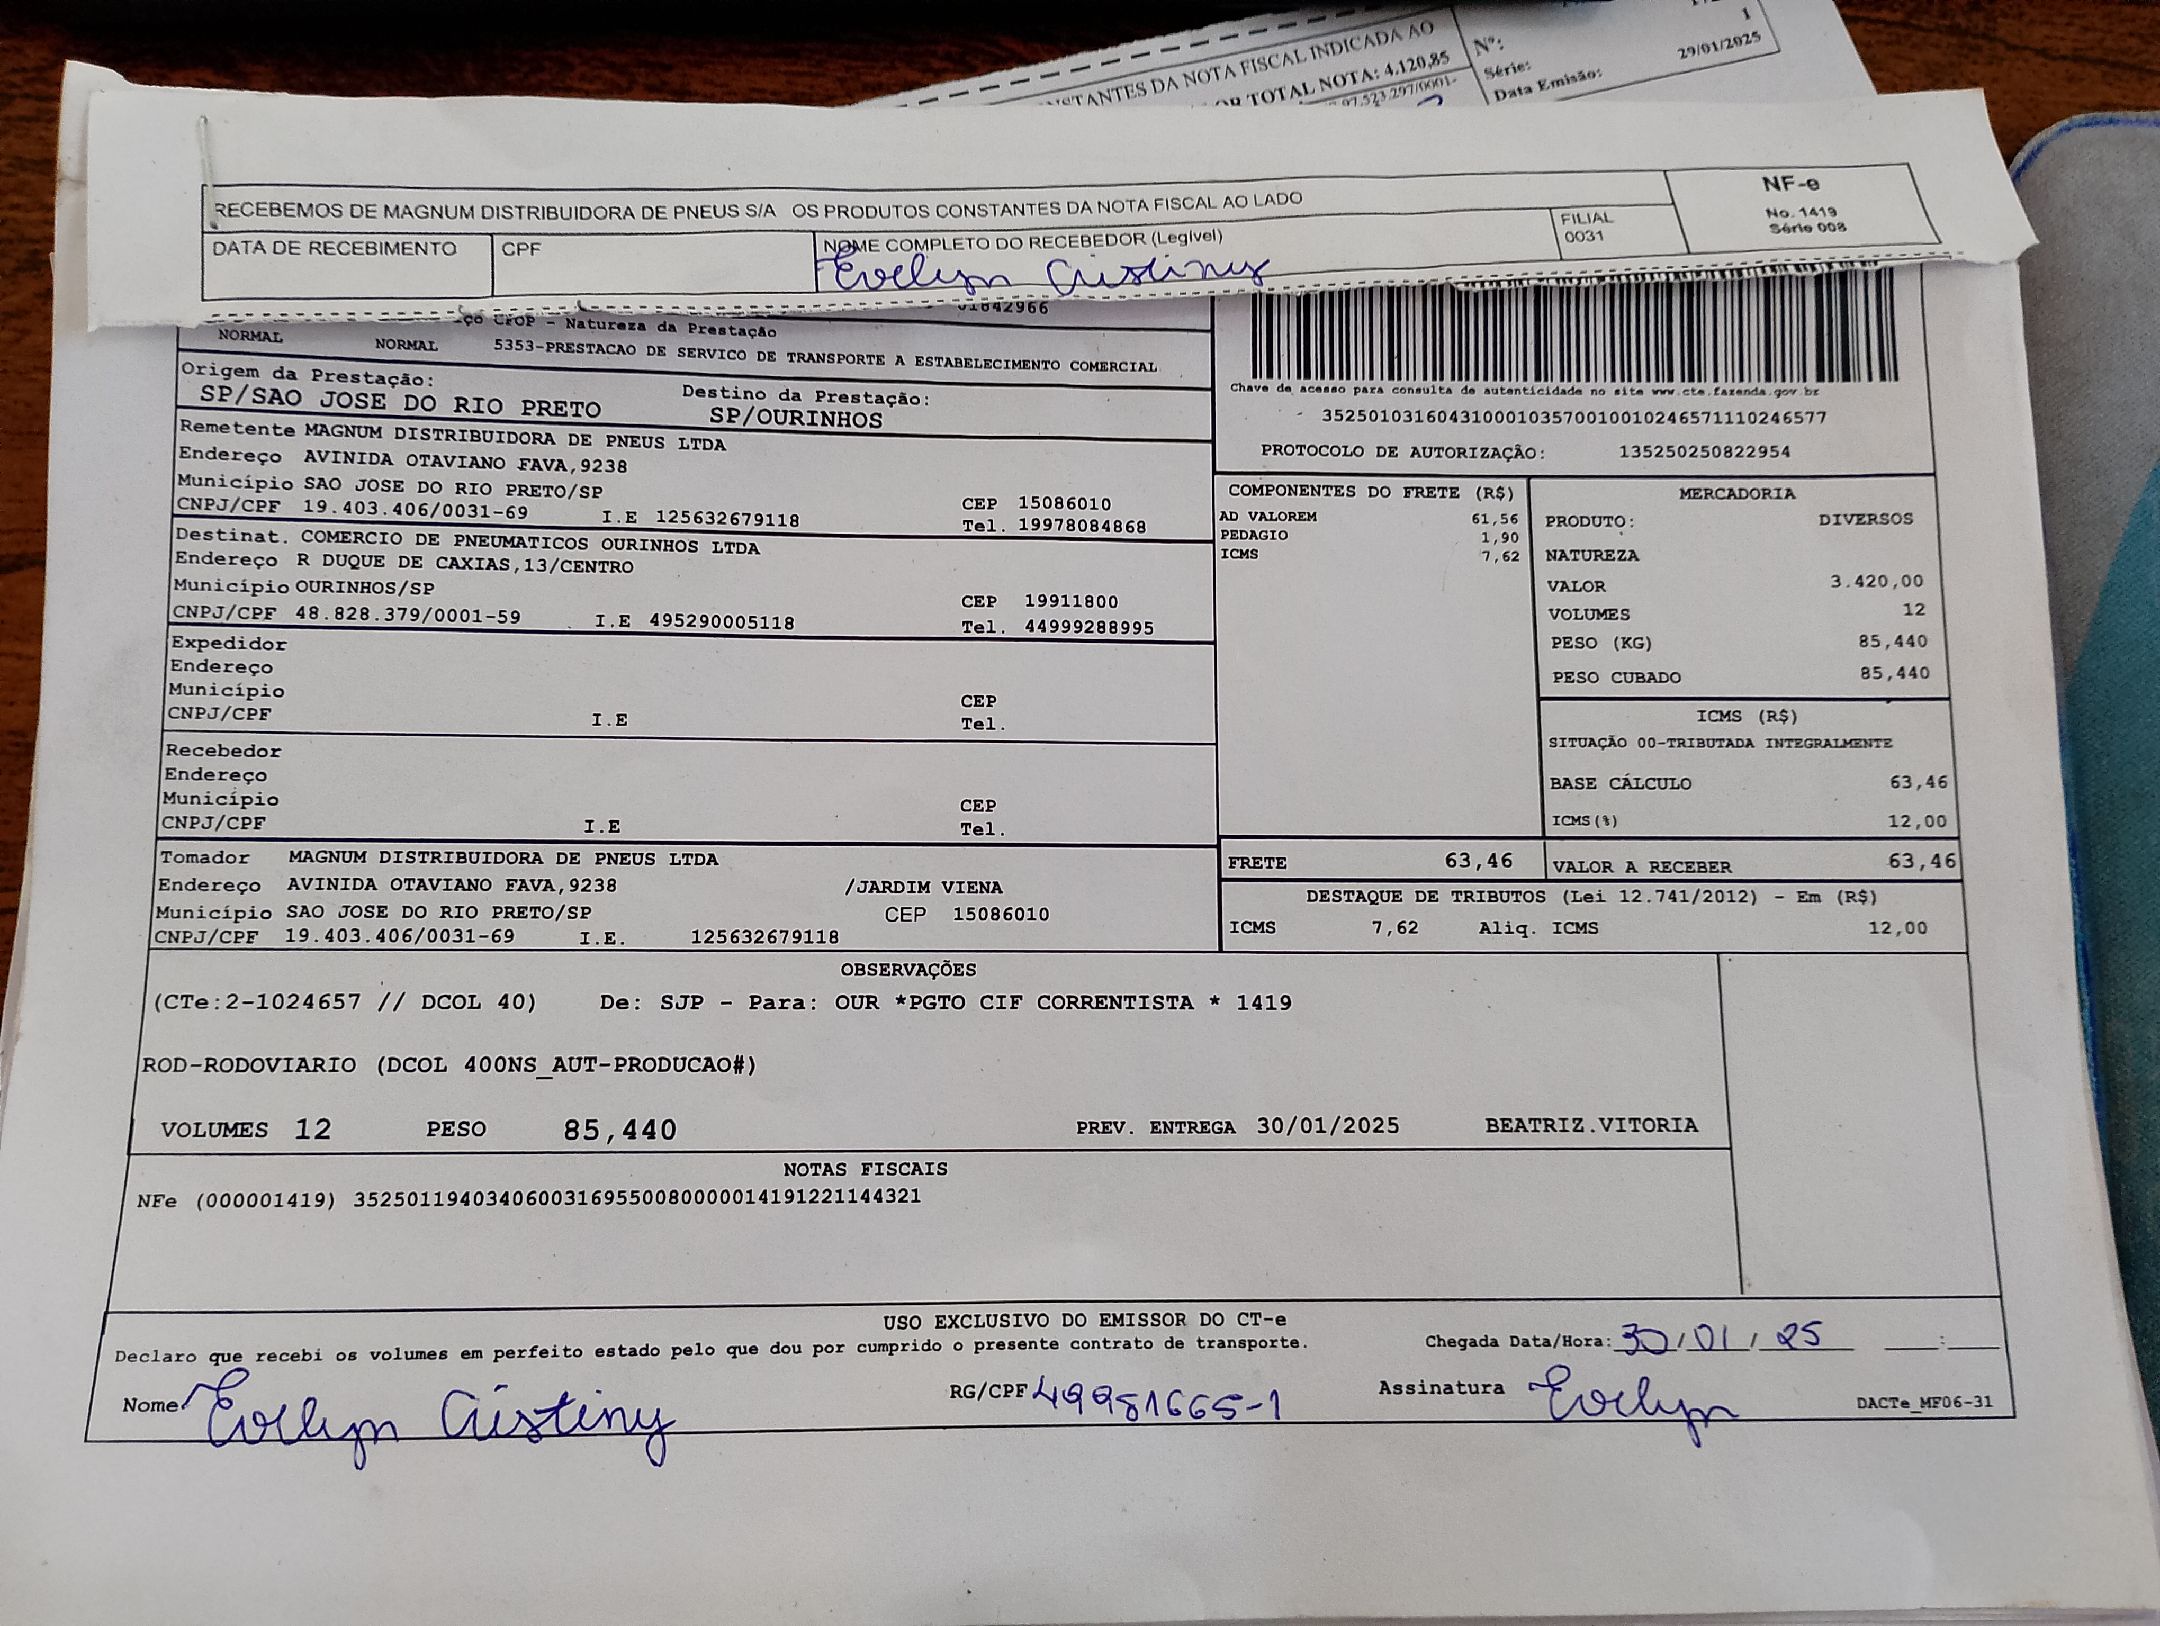 STANTES DA NOTA FISCAL INDICADA AO
TOTAL NOTA: 4.120,85
97.523.297/0001-
Nº:
Série: 1
Data Emissão: 29/01/2025
RECEBEMOS DE MAGNUM DISTRIBUIDORA DE PNEUS S/A OS PRODUTOS CONSTANTES DA NOTA FISCAL AO LADO
NF-e
No. 1419
Série 008
DATA DE RECEBIMENTO
CPF
NOME COMPLETO DO RECEBEDOR (Legível)
Evelyn Cristiny
FILIAL
0031
01642966
CFOP - Natureza da Prestação
NORMAL NORMAL 5353-PRESTACAO DE SERVICO DE TRANSPORTE A ESTABELECIMENTO COMERCIAL
Origem da Prestação: Destino da Prestação:
SP/SAO JOSE DO RIO PRETO SP/OURINHOS
Remetente MAGNUM DISTRIBUIDORA DE PNEUS LTDA
Endereço AVINIDA OTAVIANO FAVA,9238
Município SAO JOSE DO RIO PRETO/SP CEP 15086010
CNPJ/CPF 19.403.406/0031-69 I.E 125632679118 Tel. 19978084868
Destinat. COMERCIO DE PNEUMATICOS OURINHOS LTDA
Endereço R DUQUE DE CAXIAS,13/CENTRO
Município OURINHOS/SP CEP 19911800
CNPJ/CPF 48.828.379/0001-59 I.E 495290005118 Tel. 44999288995
Expedidor
Endereço
Município CEP
CNPJ/CPF I.E Tel.
Recebedor
Endereço
Município CEP
CNPJ/CPF I.E Tel.
Tomador MAGNUM DISTRIBUIDORA DE PNEUS LTDA
Endereço AVINIDA OTAVIANO FAVA,9238 /JARDIM VIENA
Município SAO JOSE DO RIO PRETO/SP CEP 15086010
CNPJ/CPF 19.403.406/0031-69 I.E. 125632679118
Chave de acesso para consulta de autenticidade no site www.cte.fazenda.gov.br
35250103160431000103570010010246571110246577
PROTOCOLO DE AUTORIZAÇÃO: 135250250822954
COMPONENTES DO FRETE (R$)
AD VALOREM 61,56
PEDAGIO 1,90
ICMS 7,62
MERCADORIA
PRODUTO: DIVERSOS
NATUREZA
VALOR 3.420,00
VOLUMES 12
PESO (KG) 85,440
PESO CUBADO 85,440
ICMS (R$)
SITUAÇÃO 00-TRIBUTADA INTEGRALMENTE
BASE CÁLCULO 63,46
ICMS(%) 12,00
FRETE 63,46 VALOR A RECEBER 63,46
DESTAQUE DE TRIBUTOS (Lei 12.741/2012) - Em (R$)
ICMS 7,62 Aliq. ICMS 12,00
OBSERVAÇÕES
(CTe:2-1024657 // DCOL 40) De: SJP - Para: OUR *PGTO CIF CORRENTISTA * 1419
ROD-RODOVIARIO (DCOL 400NS_AUT-PRODUCAO#)
VOLUMES 12 PESO 85,440 PREV. ENTREGA 30/01/2025 BEATRIZ.VITORIA
NOTAS FISCAIS
NFe (000001419) 35250119403406003169550080000014191221144321
USO EXCLUSIVO DO EMISSOR DO CT-e
Declaro que recebi os volumes em perfeito estado pelo que dou por cumprido o presente contrato de transporte. Chegada Data/Hora: 30/01/25 :
Nome Evelyn Cristiny RG/CPF 49981665-1 Assinatura Evelyn DACTe_MF06-31